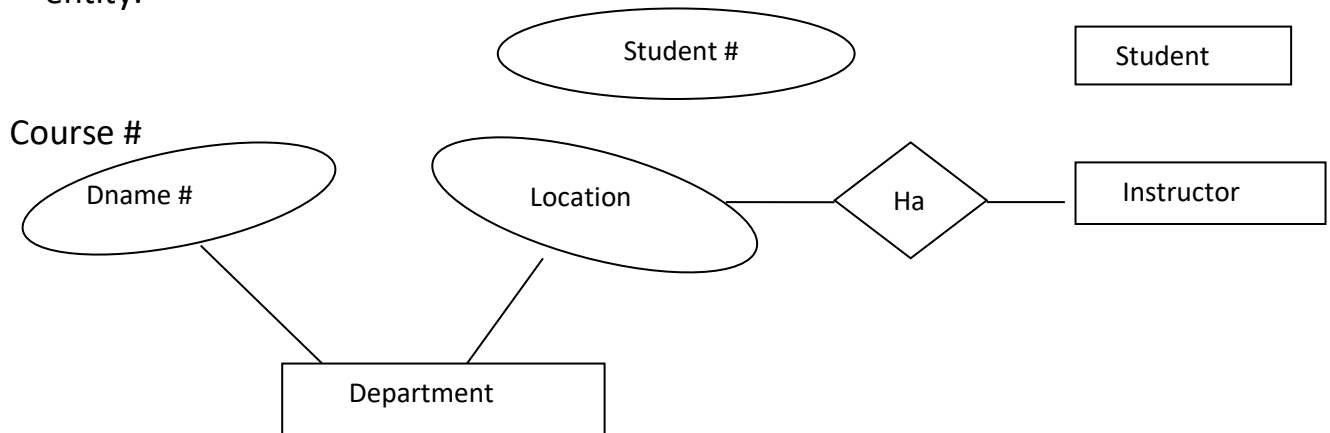 entity.
Student #
Student
Course #
Dname #
Location
Ha
Instructor
Department